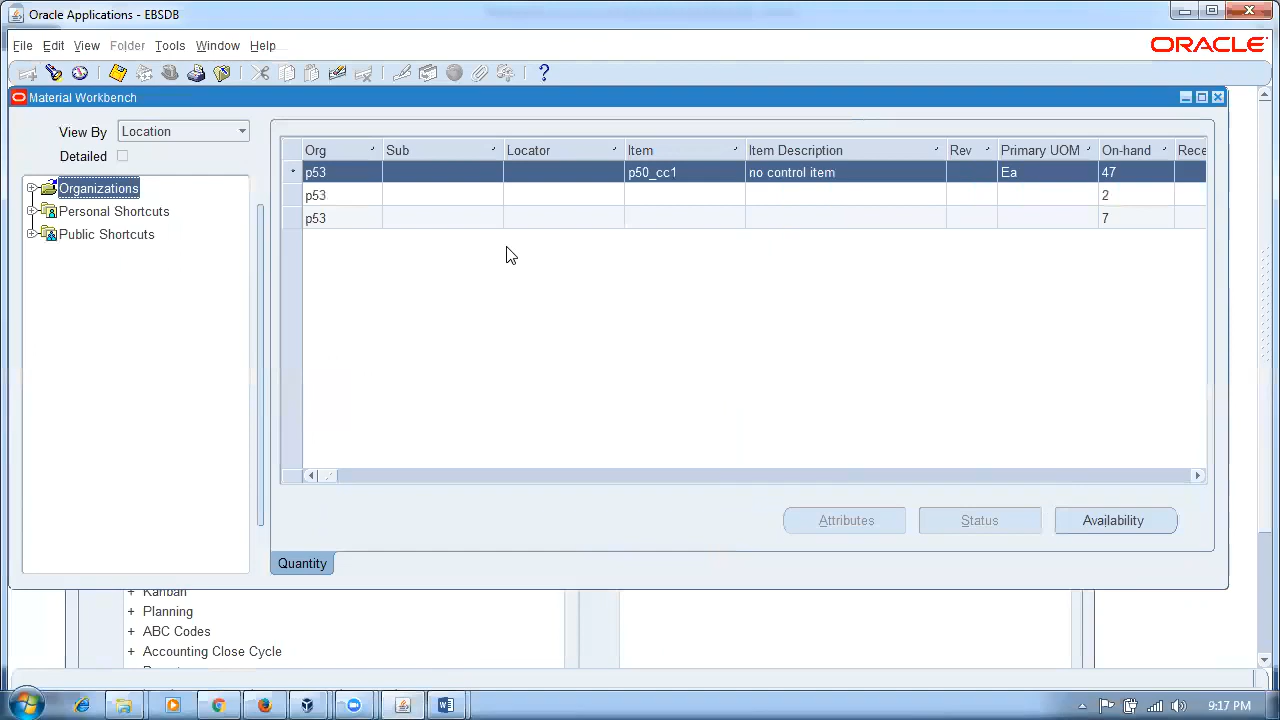 Oracle Applications - EBSDB
File Edit View Folder Tools Window Help
ORACLE
Material Workbench
View By Location
Detailed
Organizations
Personal Shortcuts
Public Shortcuts
Org Sub Locator Item Item Description Rev Primary UOM On-hand Rece
p53 p50_cc1 no control item Ea 47
p53 2
p53 7
Attributes Status Availability
Quantity
+ Kanban
+ Planning
+ ABC Codes
+ Accounting Close Cycle
9:17 PM